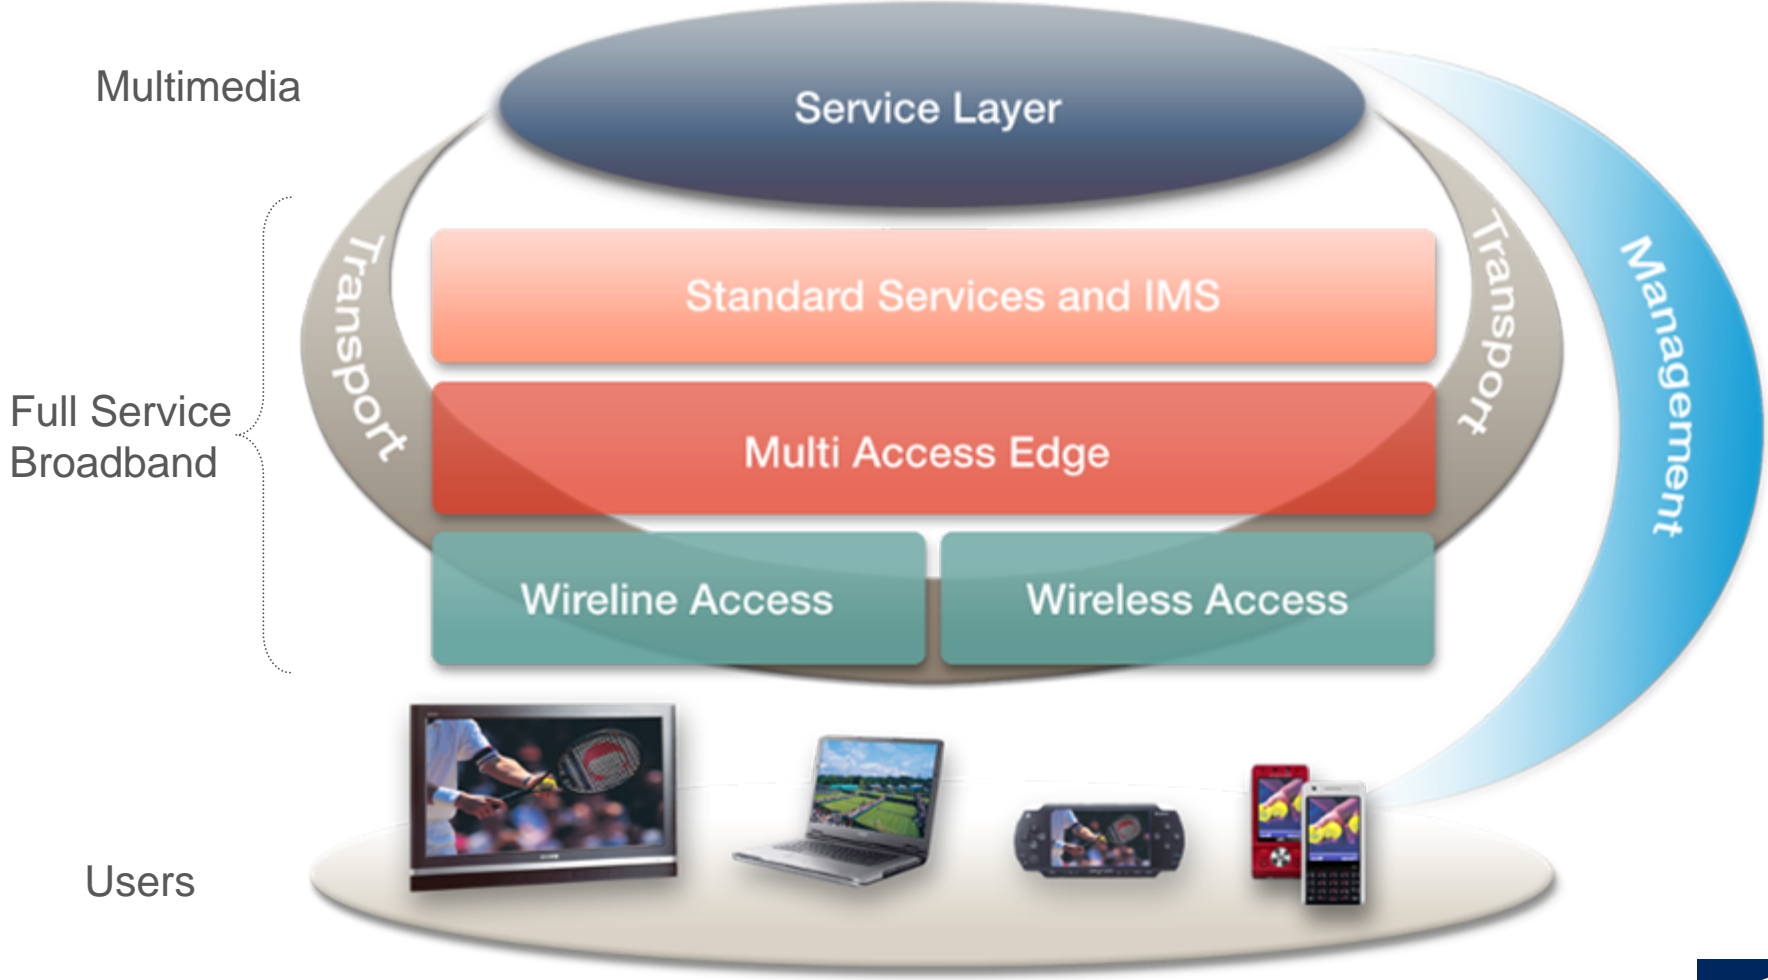 Multimedia
Service Layer
Transport
Transport
Management
Standard Services and IMS
Full Service
Broadband
Multi Access Edge
Wireline Access
Wireless Access
Users